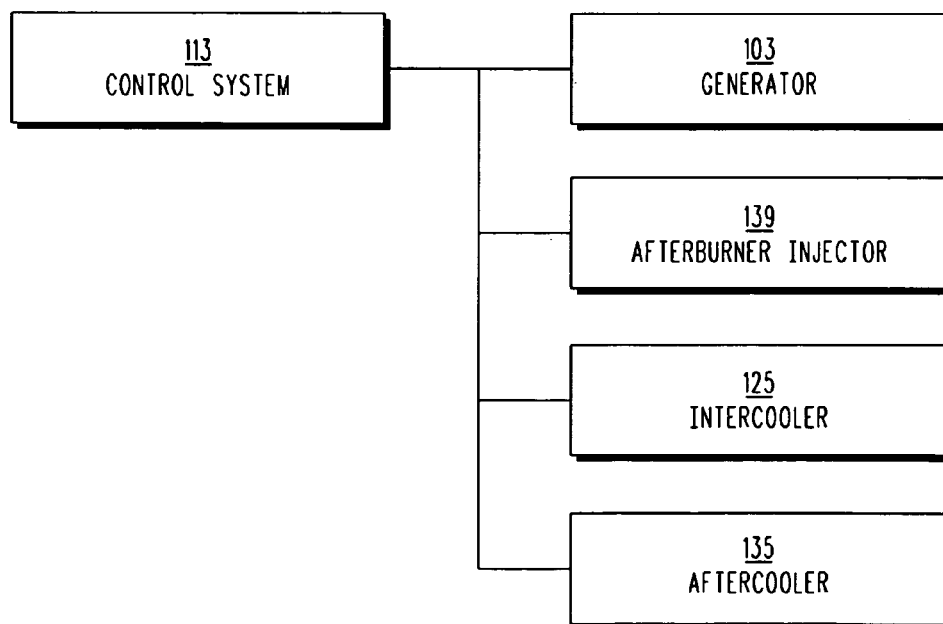 113
CONTROL SYSTEM
103
GENERATOR
139
AFTERBURNER INJECTOR
125
INTERCOOLER
135
AFTERCOOLER